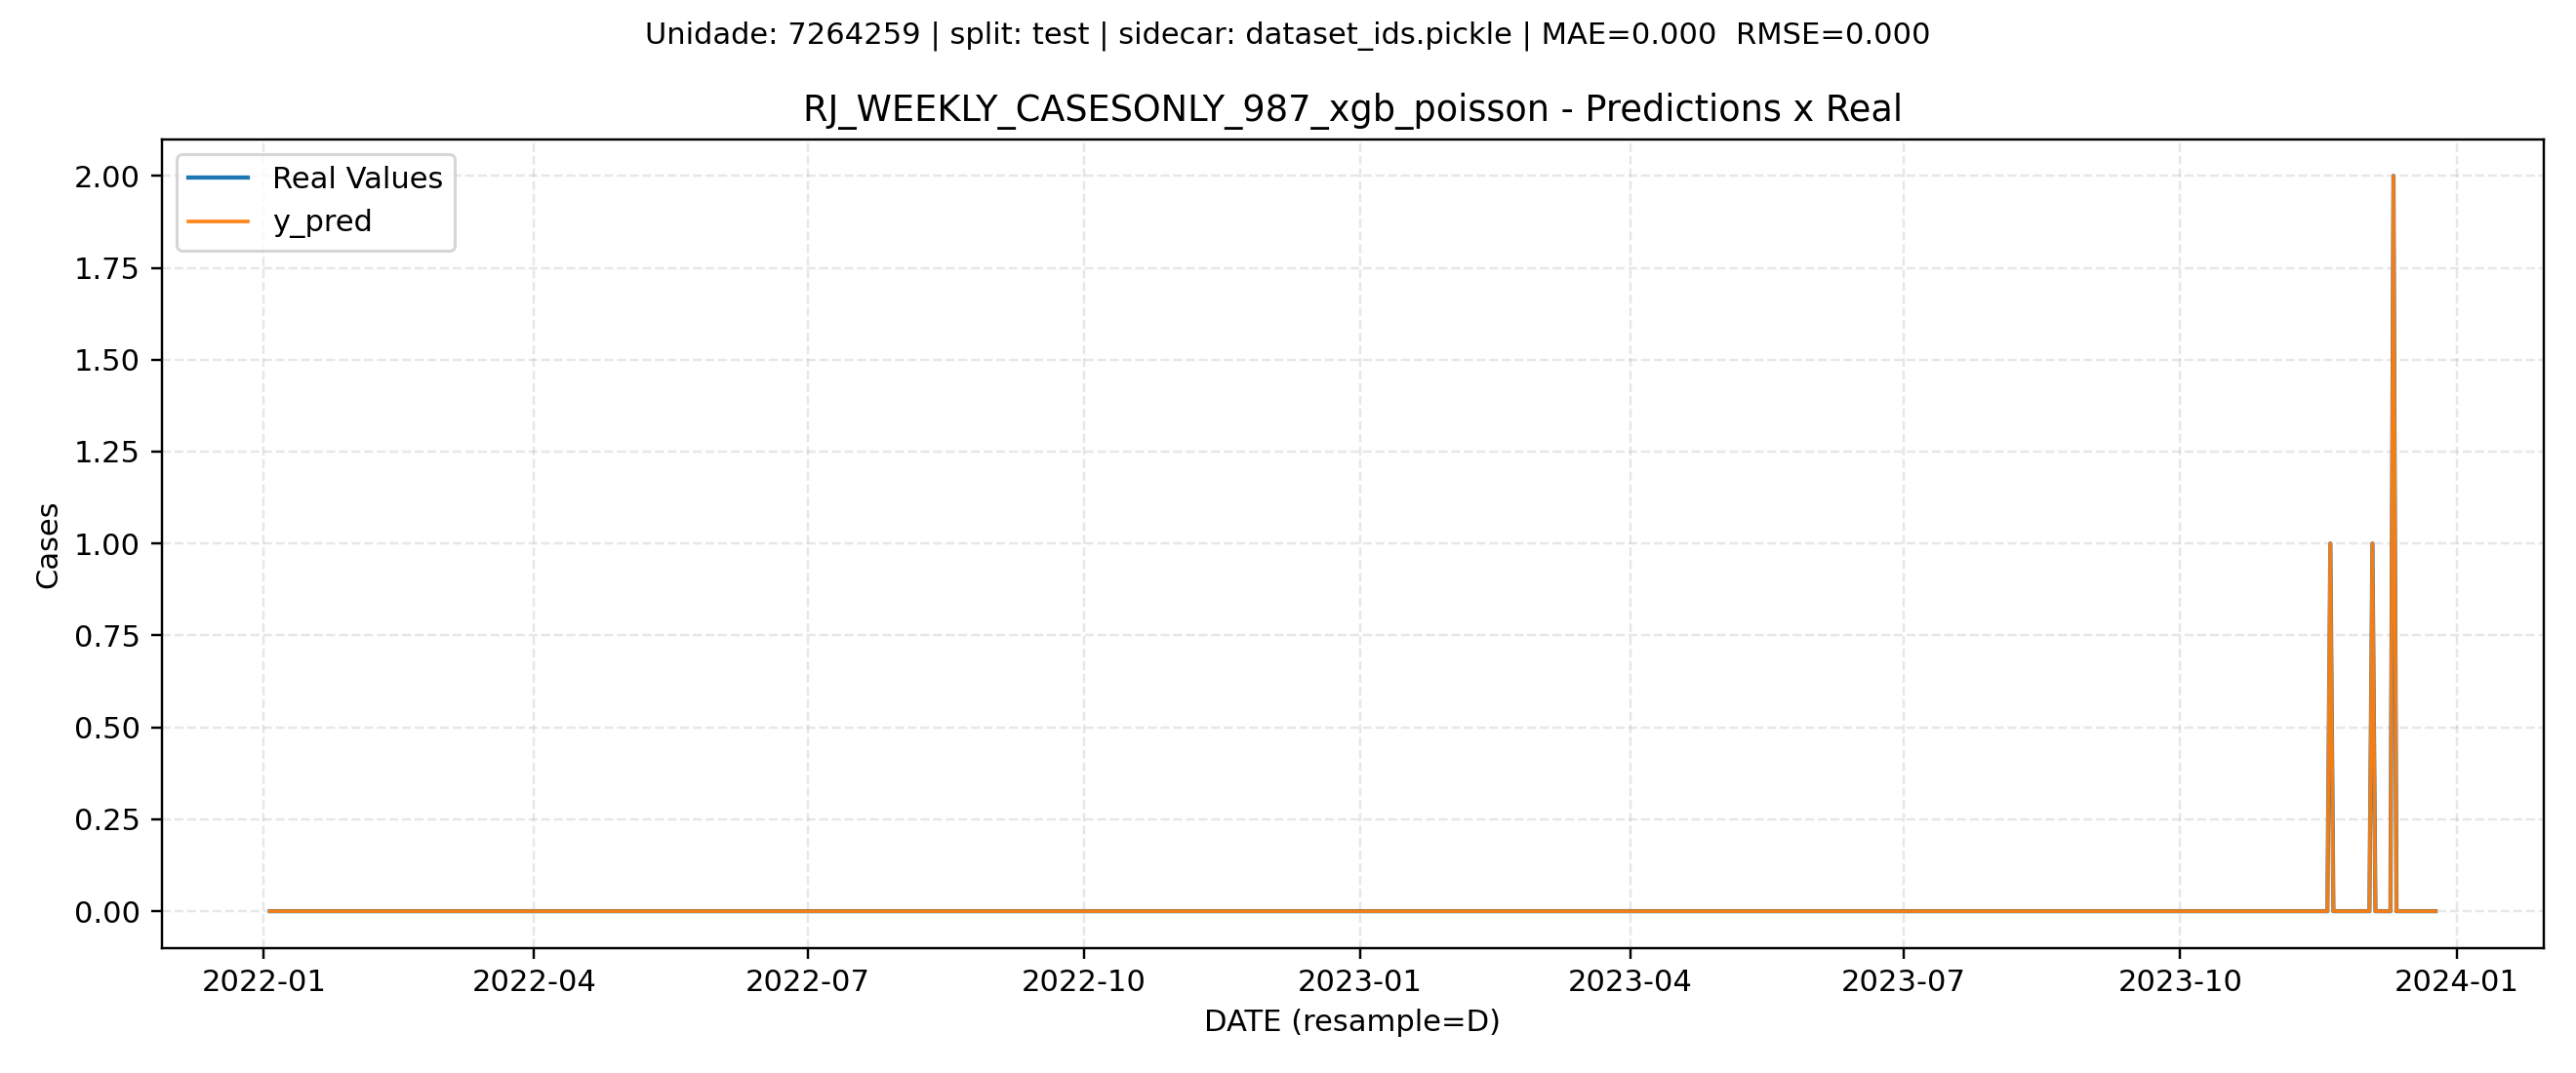 Unidade: 7264259 | split: test | sidecar: dataset_ids.pickle | MAE=0.000  RMSE=0.000
RJ_WEEKLY_CASESONLY_987_xgb_poisson - Predictions x Real
Real Values
y_pred
Cases
2.00
1.75
1.50
1.25
1.00
0.75
0.50
0.25
0.00
2022-01 2022-04 2022-07 2022-10 2023-01 2023-04 2023-07 2023-10 2024-01
DATE (resample=D)